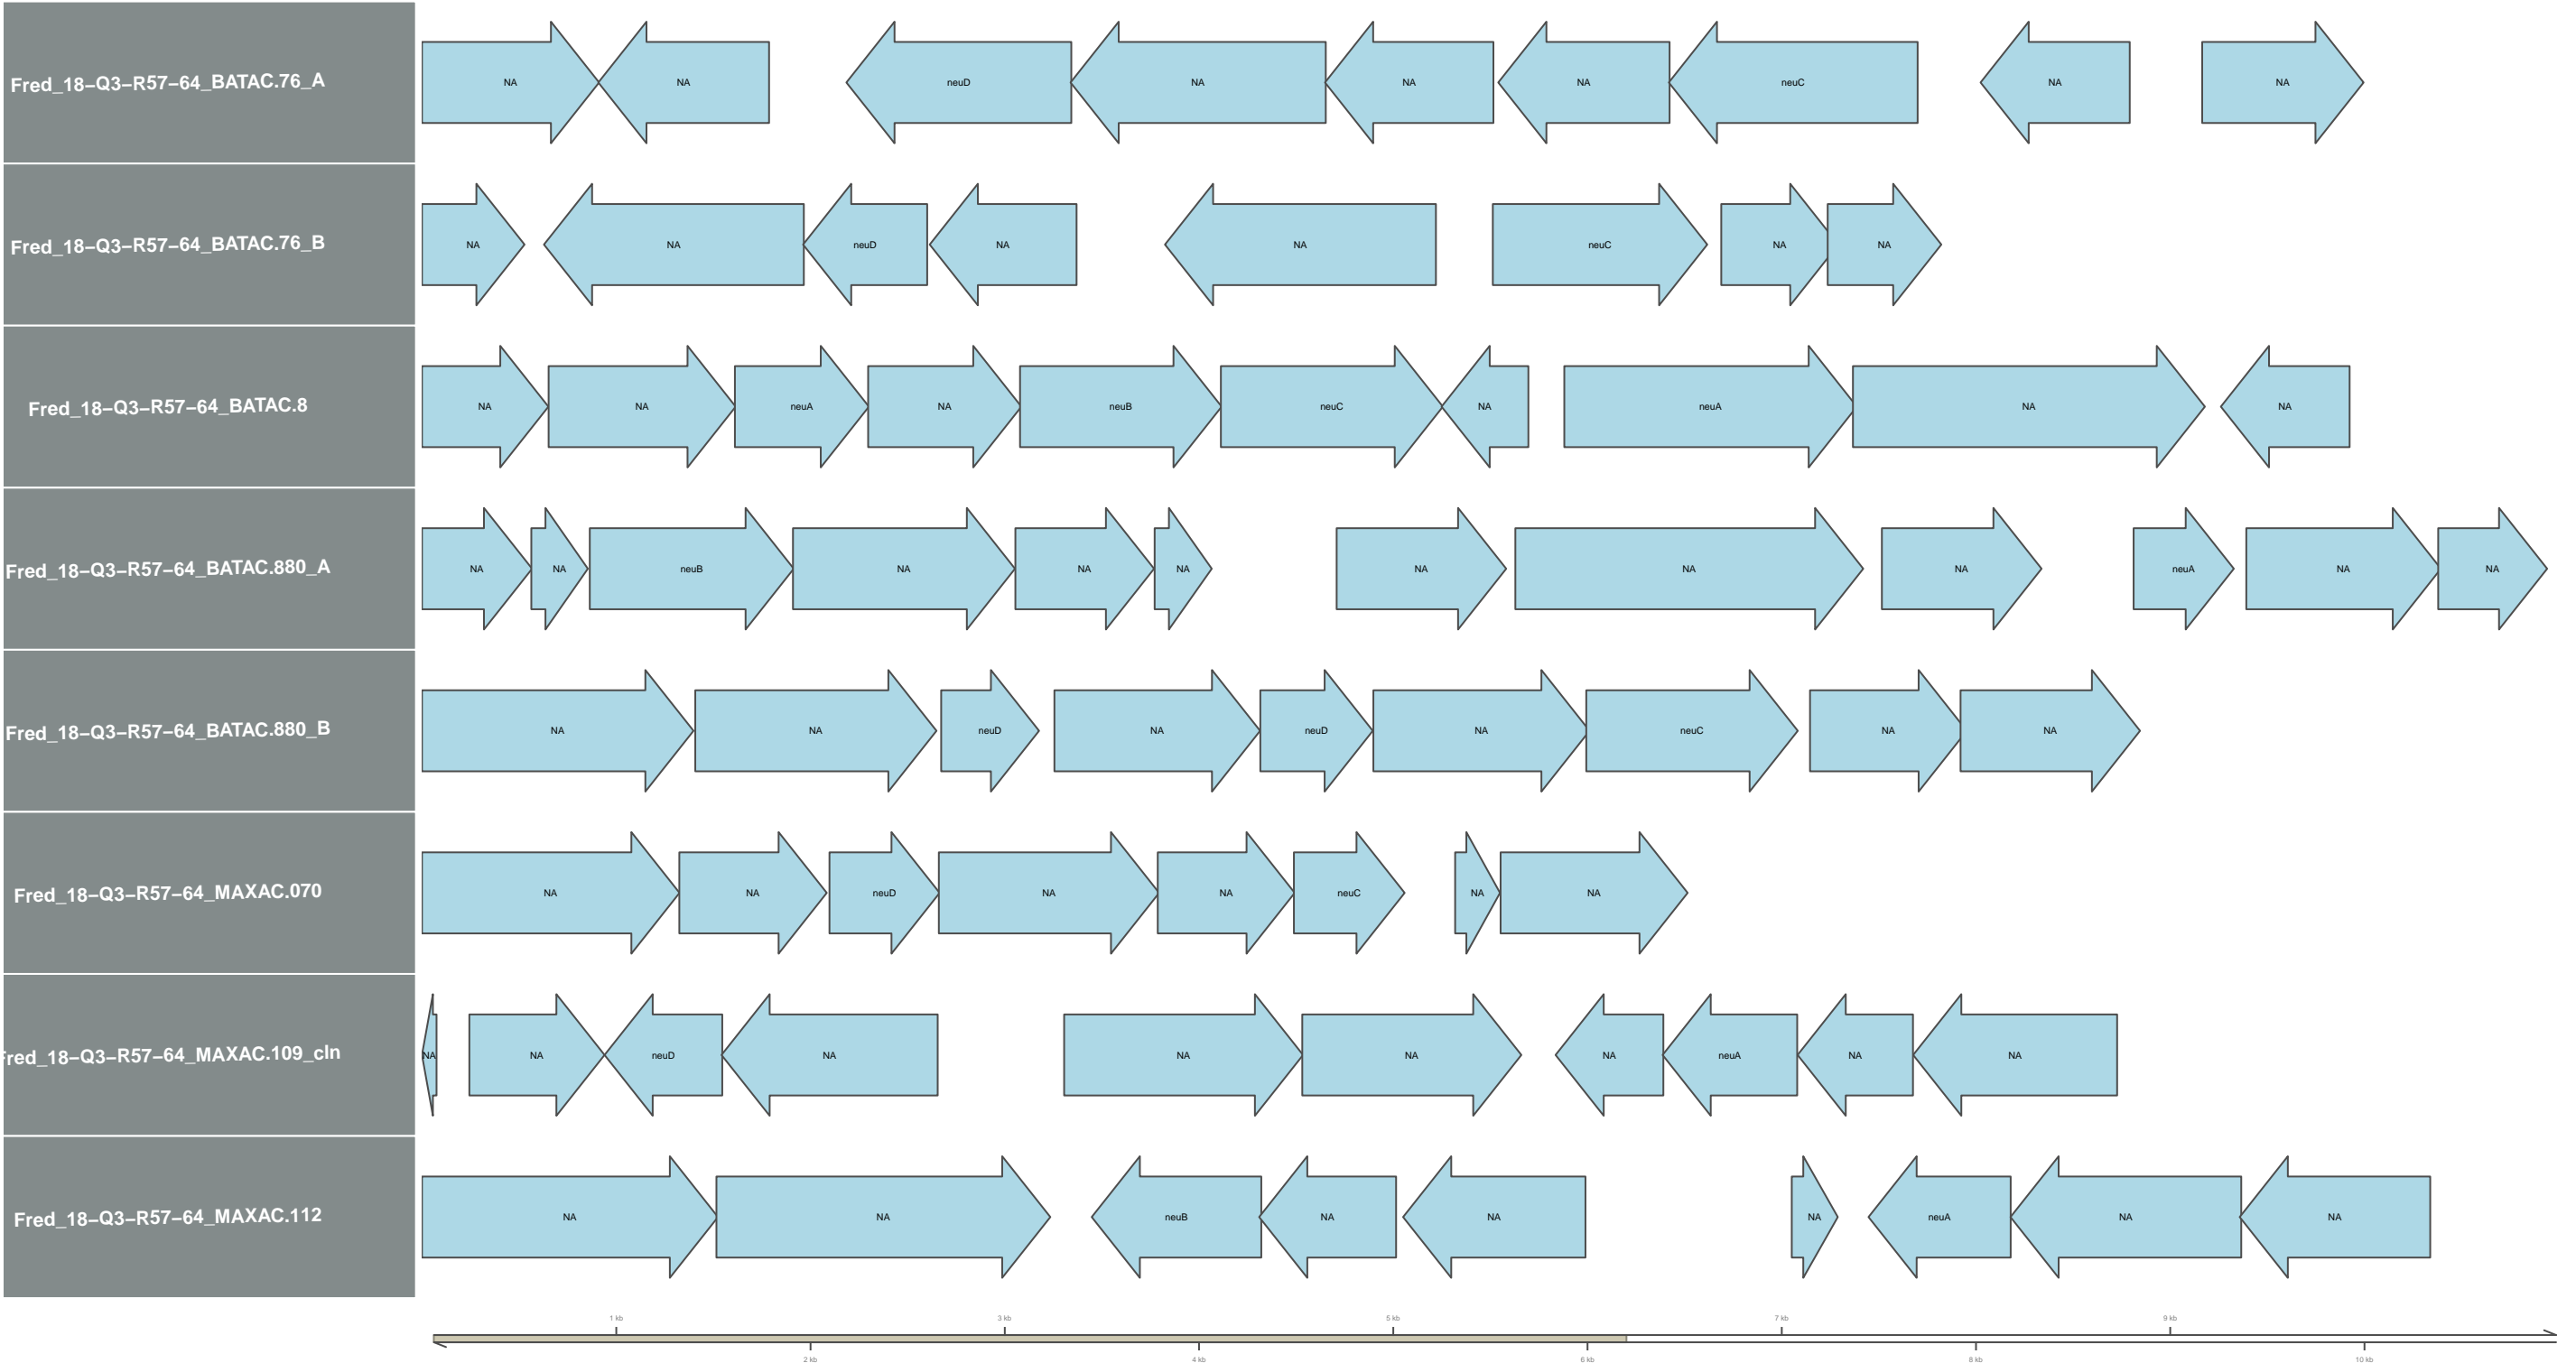 Fred_18–Q3–R57–64_BATAC.76_A NA NA neuD NA NA NA neuC NA NA
Fred_18–Q3–R57–64_BATAC.76_B NA NA neuD NA NA neuC NA NA
Fred_18–Q3–R57–64_BATAC.8 NA NA neuA NA neuB neuC NA neuA NA NA
Fred_18–Q3–R57–64_BATAC.880_A NA NA neuB NA NA NA NA NA NA neuA NA NA
Fred_18–Q3–R57–64_BATAC.880_B NA NA neuD NA neuD NA neuC NA NA
Fred_18–Q3–R57–64_MAXAC.070 NA NA neuD NA NA neuC NA NA
Fred_18–Q3–R57–64_MAXAC.109_cln NA NA neuD NA NA NA NA neuA NA NA
Fred_18–Q3–R57–64_MAXAC.112 NA NA neuB NA NA NA neuA NA NA
1 kb 3 kb 5 kb 7 kb 9 kb
2 kb 4 kb 6 kb 8 kb 10 kb